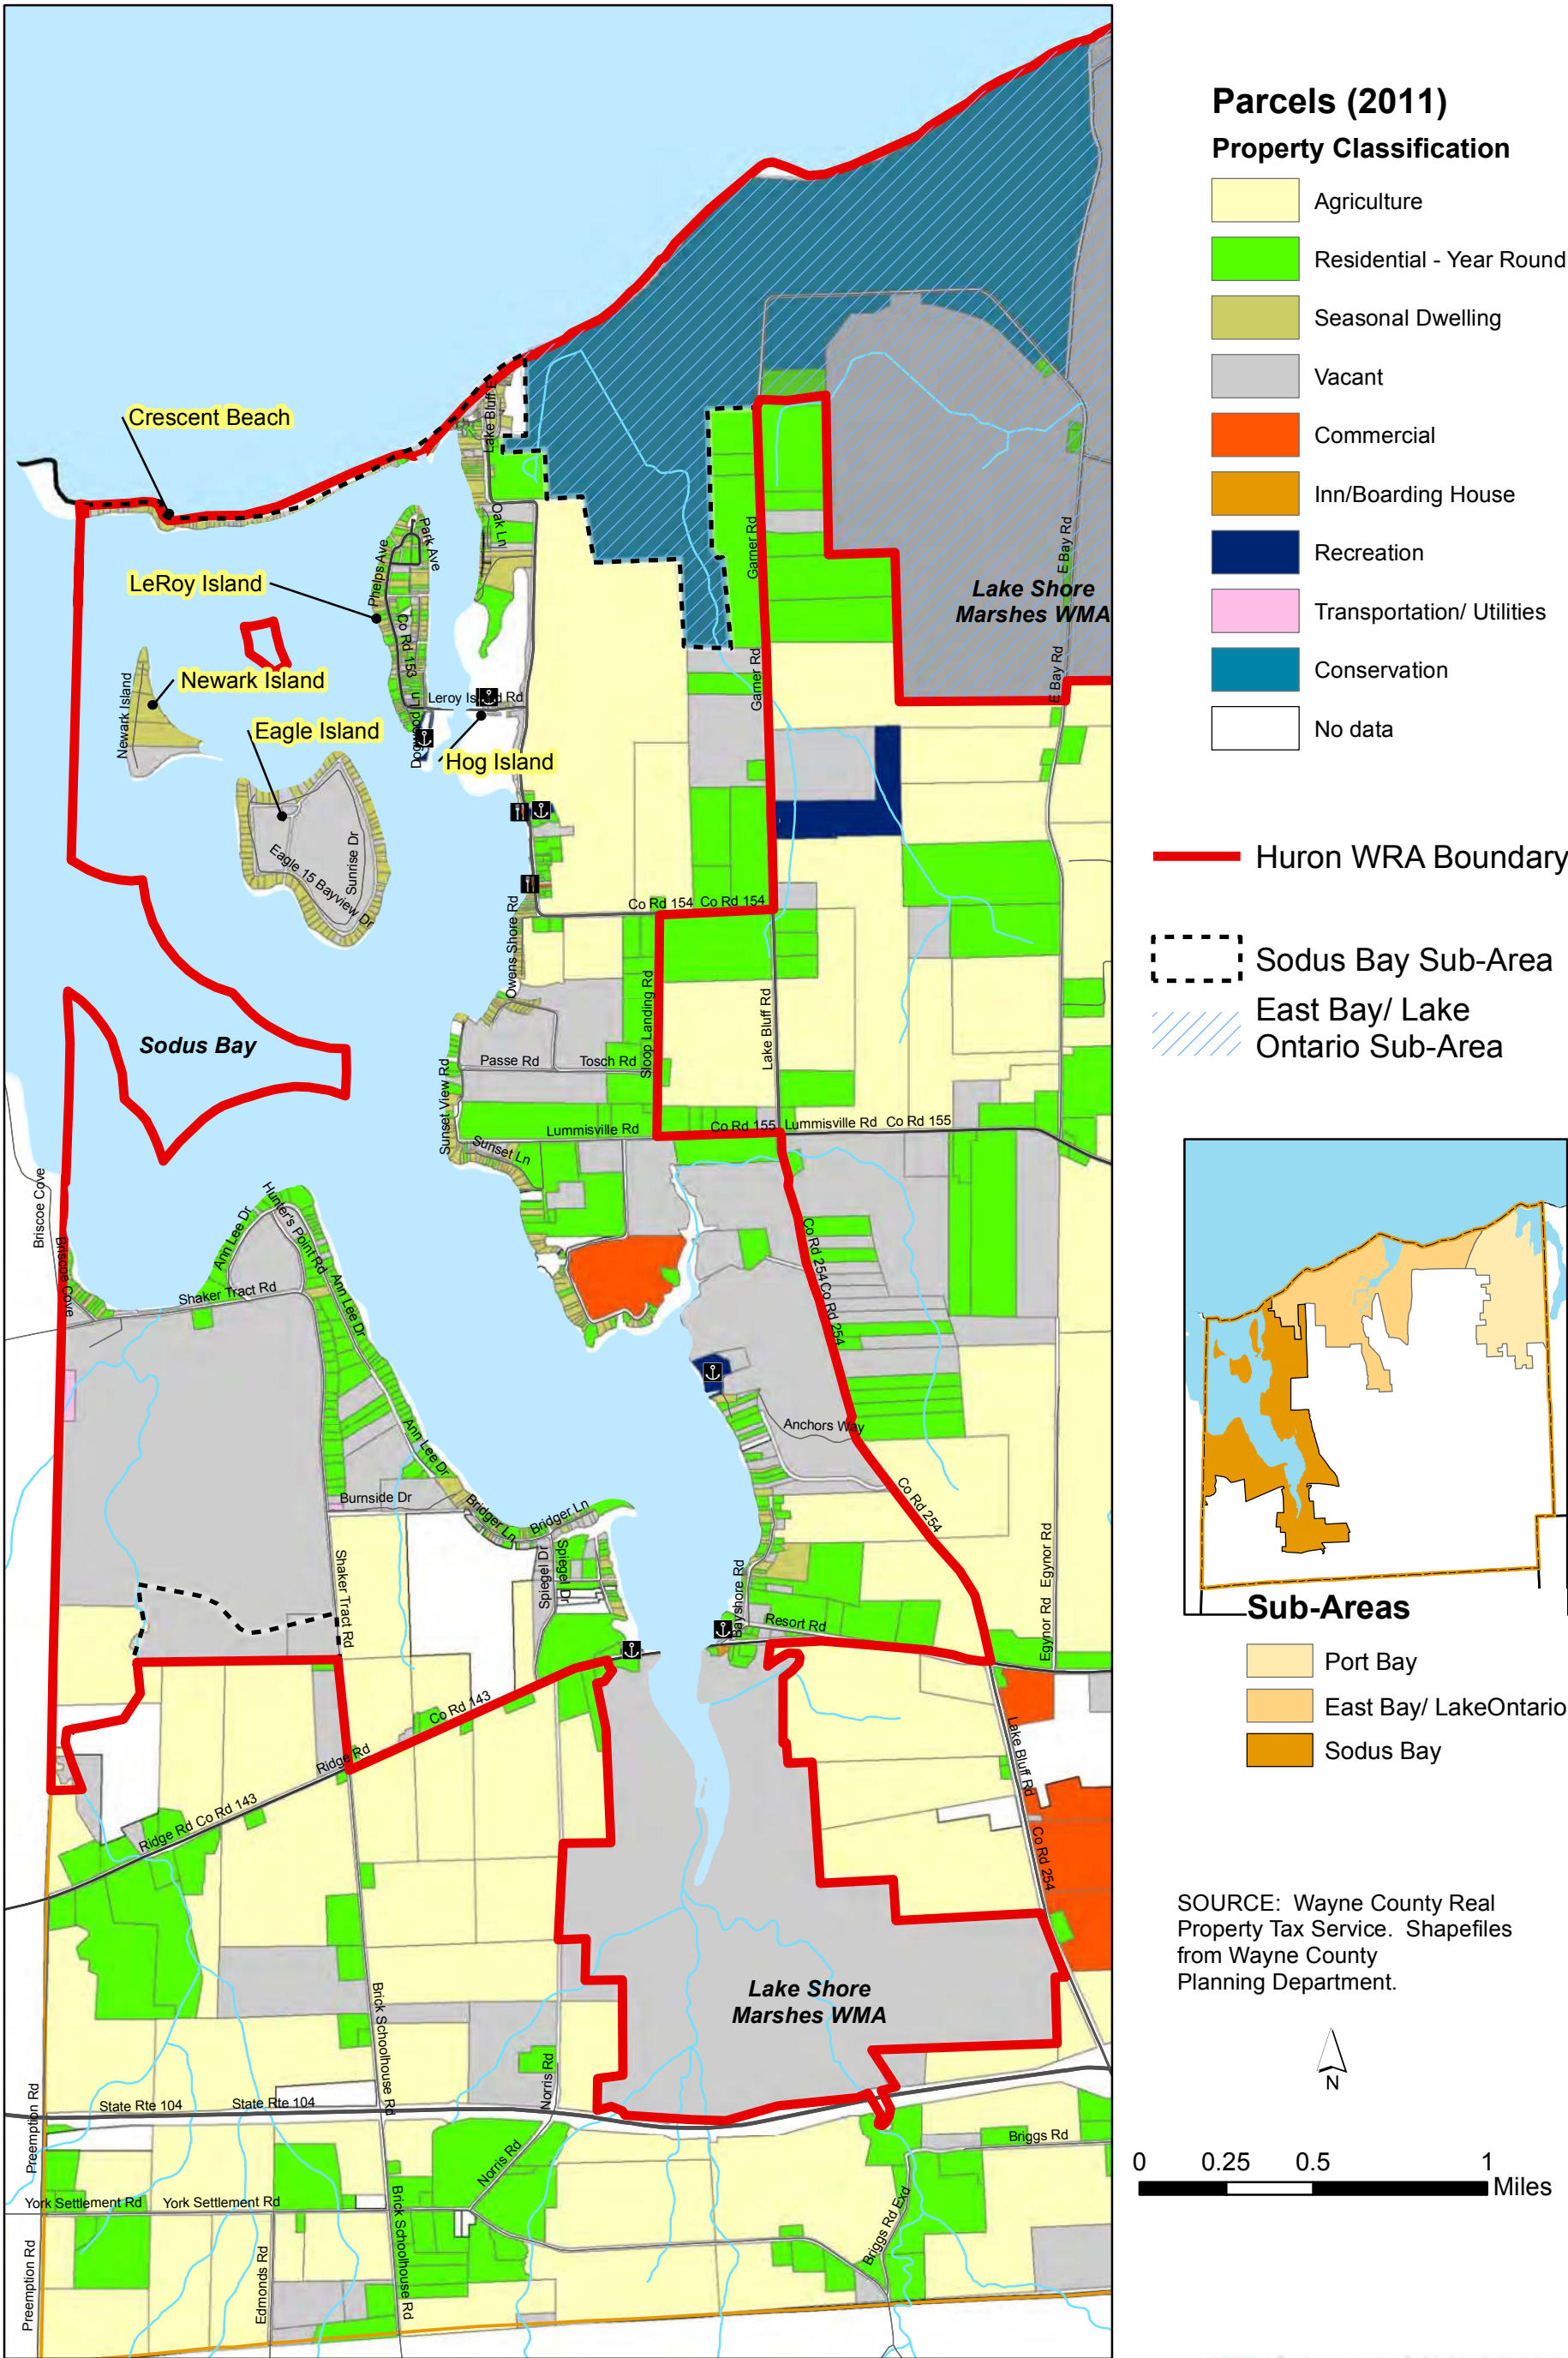 Parcels (2011)
Property Classification
Agriculture
Residential - Year Round
Seasonal Dwelling
Vacant
Commercial
Inn/Boarding House
Recreation
Transportation/ Utilities
Conservation
No data
Huron WRA Boundary
Sodus Bay Sub-Area
East Bay/ Lake
Ontario Sub-Area
Sub-Areas
Port Bay
East Bay/ LakeOntario
Sodus Bay
SOURCE: Wayne County Real
Property Tax Service. Shapefiles
from Wayne County
Planning Department.
N
0 0.25 0.5 1
Miles
Crescent Beach
Lake Bluff
Oak Ln
Park Ave
Phelps Ave
LeRoy Island
Co Rd 153
Garner Rd
E Bay Rd
Lake Shore
Marshes WMA
Newark Island
Newark Island
Garner Rd
E Bay Rd
Leroy Island Rd
Eagle Island
Hog Island
Eagle 15 Bayview Dr
Sunrise Dr
Co Rd 154 Co Rd 154
Owens Shore Rd
Sloop Landing Rd
Lake Bluff Rd
Sodus Bay
Passe Rd
Tosch Rd
Sunset View Rd
Lummisville Rd
Co Rd 155
Lummisville Rd Co Rd 155
Sunset Ln
Briscoe Cove
Briscoe Cove
Ann Lee Dr
Hunter's Point Rd
Ann Lee Dr
Shaker Tract Rd
Co Rd 254
Co Rd 254
Ann Lee Dr
Anchors Way
Burnside Dr
Bridger Ln
Bridger Ln
Co Rd 254
Spiegel Dr
Spiegel Dr
Shaker Tract Rd
Bayshore Rd
Resort Rd
Egynor Rd Egynor Rd
Co Rd 143
Ridge Rd
Lake Bluff Rd
Ridge Rd Co Rd 143
Co Rd 254
Lake Shore
Marshes WMA
Brick Schoolhouse Rd
Norris Rd
Preemption Rd
State Rte 104
State Rte 104
Norris Rd
Briggs Rd
York Settlement Rd
York Settlement Rd
Brick Schoolhouse Rd
Briggs Rd Exd
Preemption Rd
Edmonds Rd